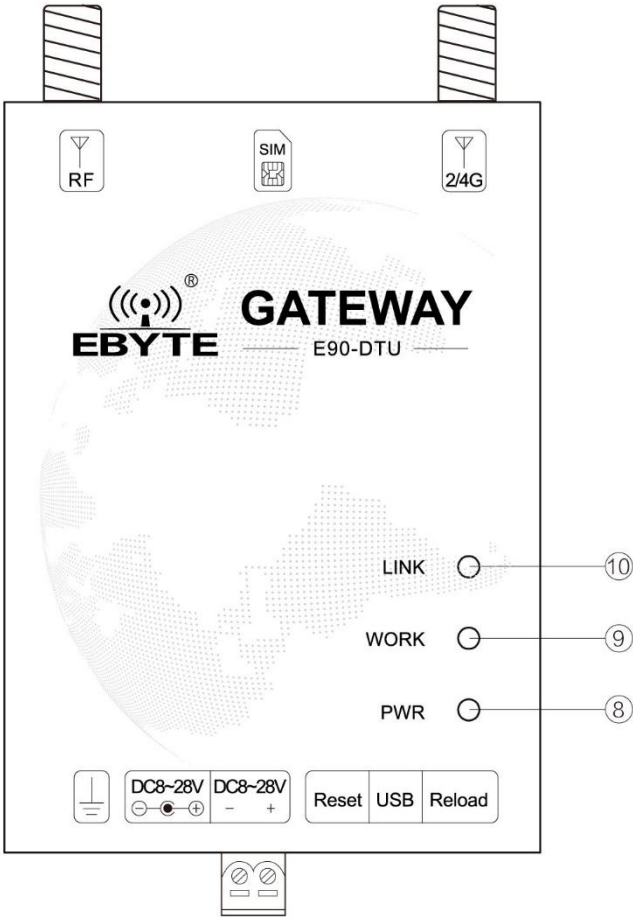 RF
SIM
2/4G
EBYTE®
GATEWAY
E90-DTU
LINK ⑩
WORK ⑨
PWR ⑧
DC8~28V DC8~28V
- + - +
Reset USB Reload